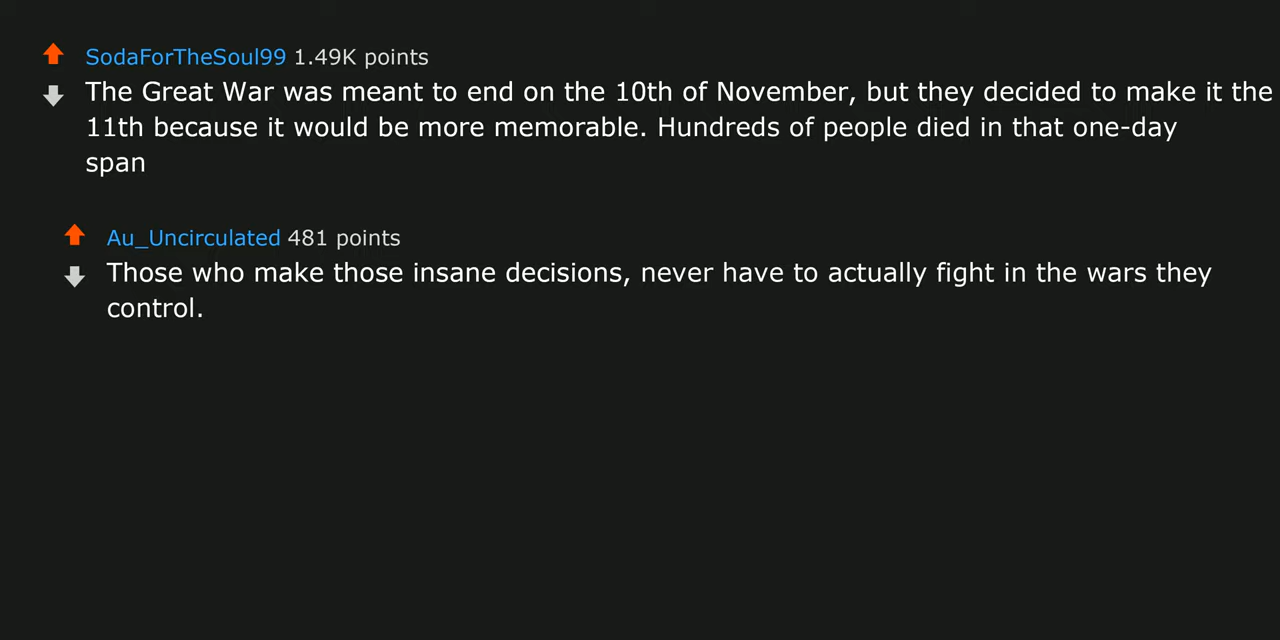 SodaForTheSoul99 1.49K points
The Great War was meant to end on the 10th of November, but they decided to make it the
11th because it would be more memorable. Hundreds of people died in that one-day
span
Au_Uncirculated 481 points
Those who make those insane decisions, never have to actually fight in the wars they
control.